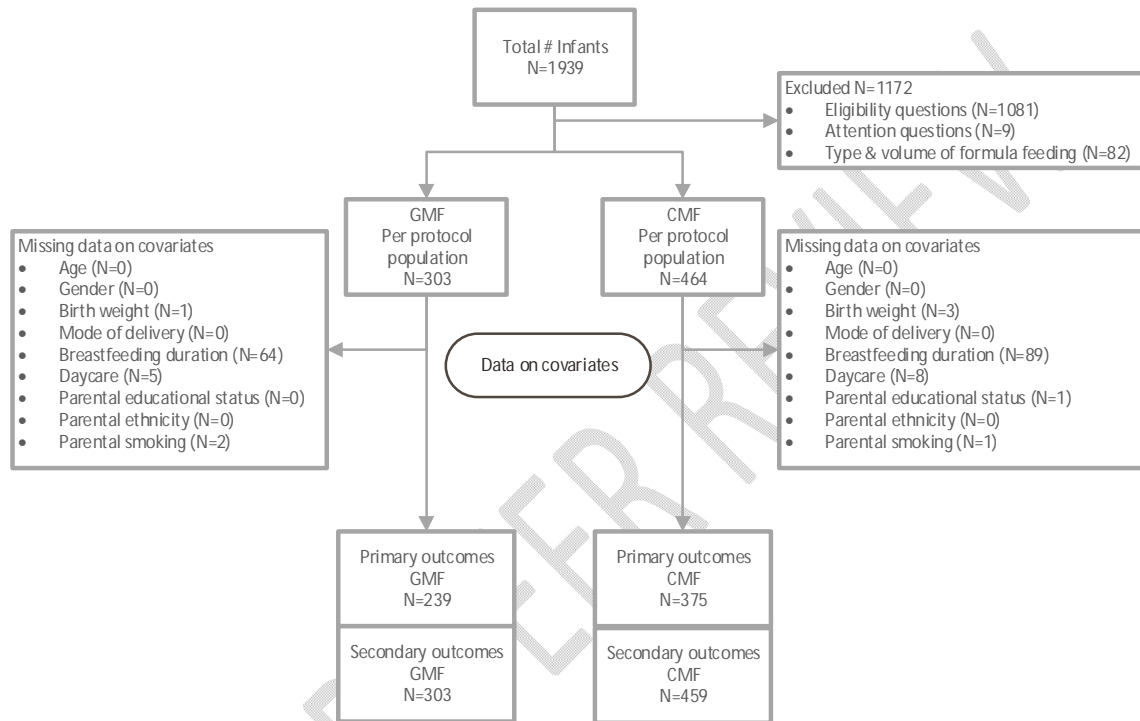 Total # Infants
N=1939
Excluded N=1172
• Eligibility questions (N=1081)
• Attention questions (N=9)
• Type & volume of formula feeding (N=82)
GMF
Per protocol
population
N=303
CMF
Per protocol
population
N=464
Missing data on covariates
• Age (N=0)
• Gender (N=0)
• Birth weight (N=1)
• Mode of delivery (N=0)
• Breastfeeding duration (N=64)
• Daycare (N=5)
• Parental educational status (N=0)
• Parental ethnicity (N=0)
• Parental smoking (N=2)
Data on covariates
Missing data on covariates
• Age (N=0)
• Gender (N=0)
• Birth weight (N=3)
• Mode of delivery (N=0)
• Breastfeeding duration (N=89)
• Daycare (N=8)
• Parental educational status (N=1)
• Parental ethnicity (N=0)
• Parental smoking (N=1)
Primary outcomes
GMF
N=239
Primary outcomes
CMF
N=375
Secondary outcomes
GMF
N=303
Secondary outcomes
CMF
N=459
ER REVIEW